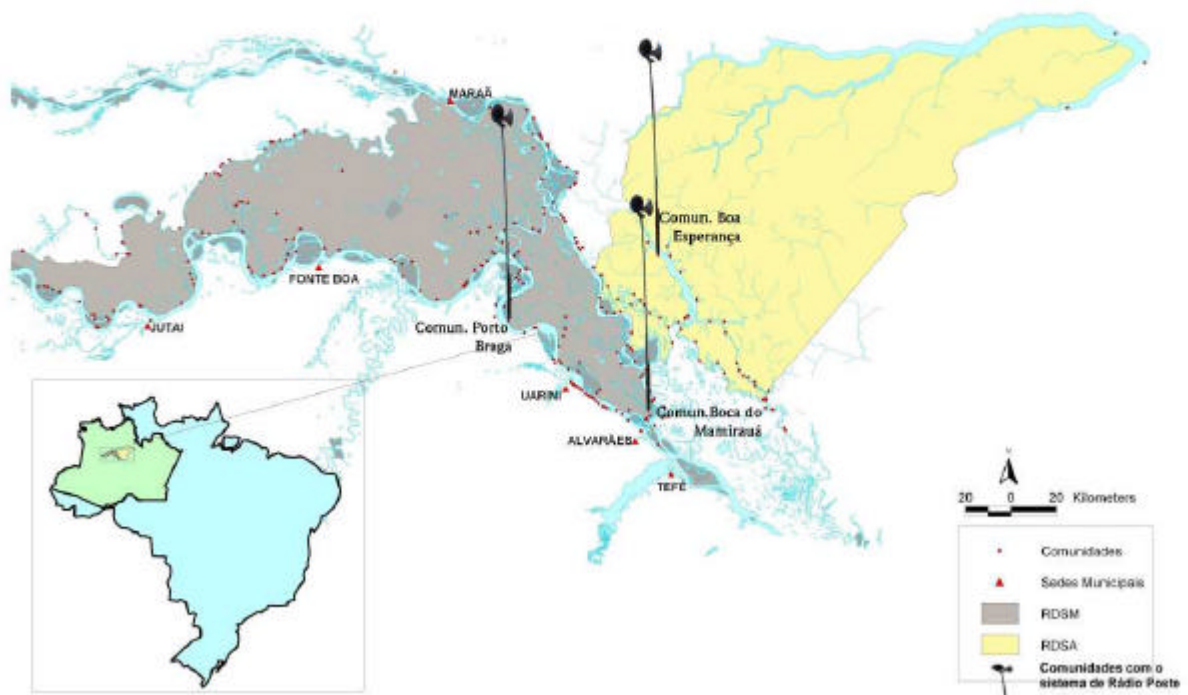 MARAÃ
Comun. Boa
Esperança
FONTE BOA
JUTAI
Comun. Porto
Braga
UARINI
Comun.Boca do
Mamirauá
ALVARÃES
TEFÉ
20 0 20 Kilometers
Comunidades
Sedes Municipais
RDSM
RDSA
Comunidades com o
sistema de Rádio Poste